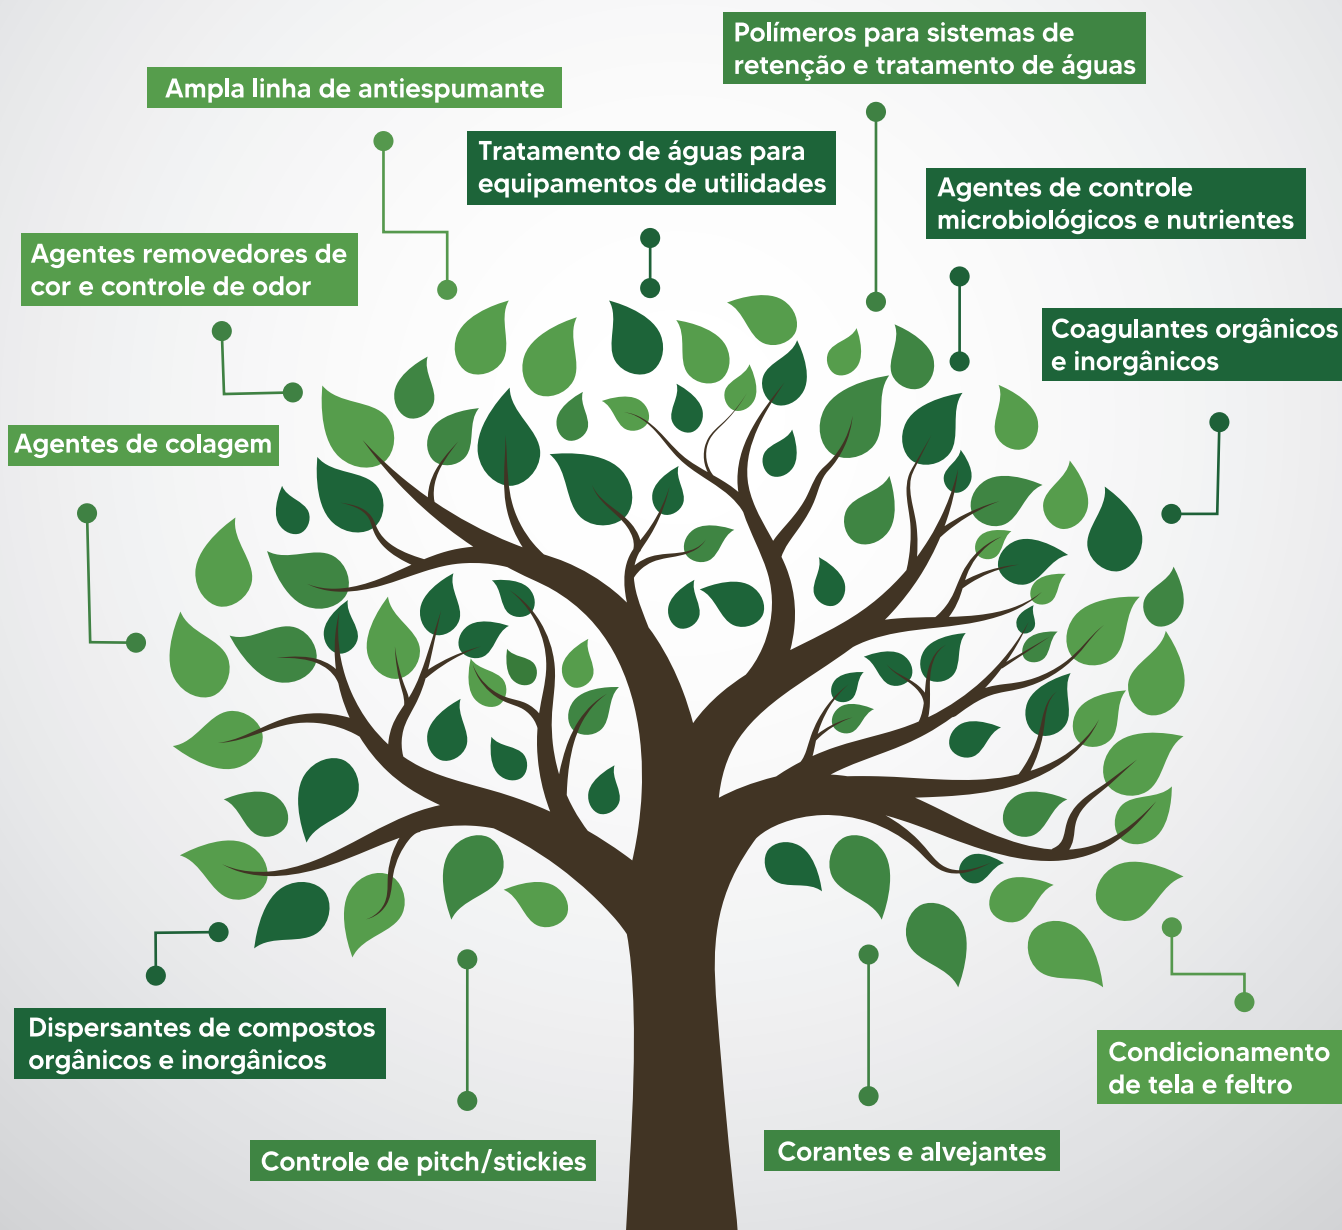 Polímeros para sistemas de
retenção e tratamento de águas
Ampla linha de antiespumante
Tratamento de águas para
equipamentos de utilidades
Agentes de controle
microbiológicos e nutrientes
Agentes removedores de
cor e controle de odor
Coagulantes orgânicos
e inorgânicos
Agentes de colagem
Dispersantes de compostos
orgânicos e inorgânicos
Condicionamento
de tela e feltro
Controle de pitch/stickies
Corantes e alvejantes